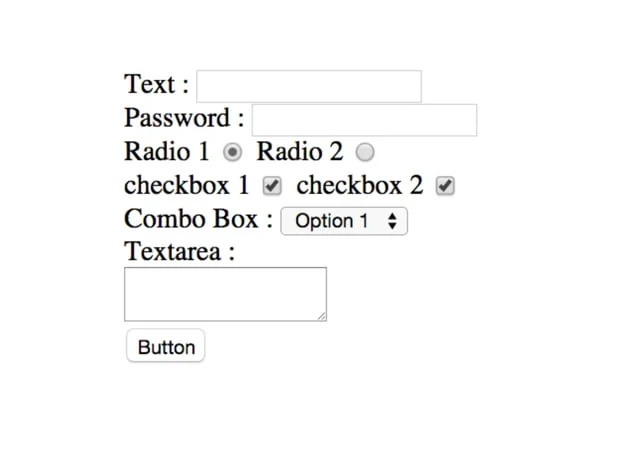 Text :
Password :
Radio 1 Radio 2
checkbox 1 checkbox 2
Combo Box : Option 1
Textarea :
Button